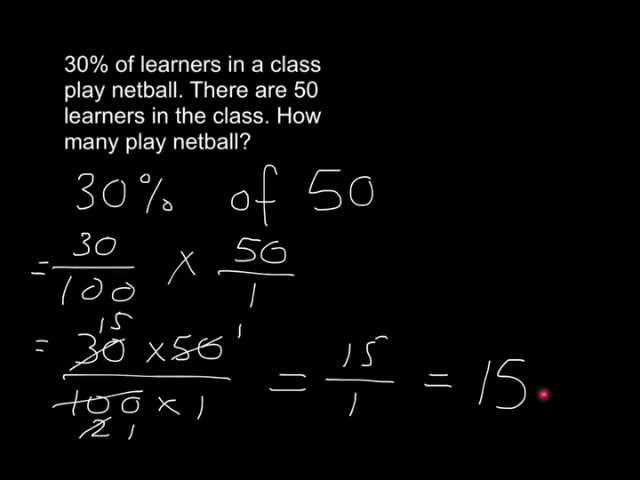 30% of learners in a class
play netball. There are 50
learners in the class. How
many play netball?
30% of 50
= 30/100 × 50/1
15 1
= 30 × 50 / 100 × 1 = 15/1 = 15
2 1